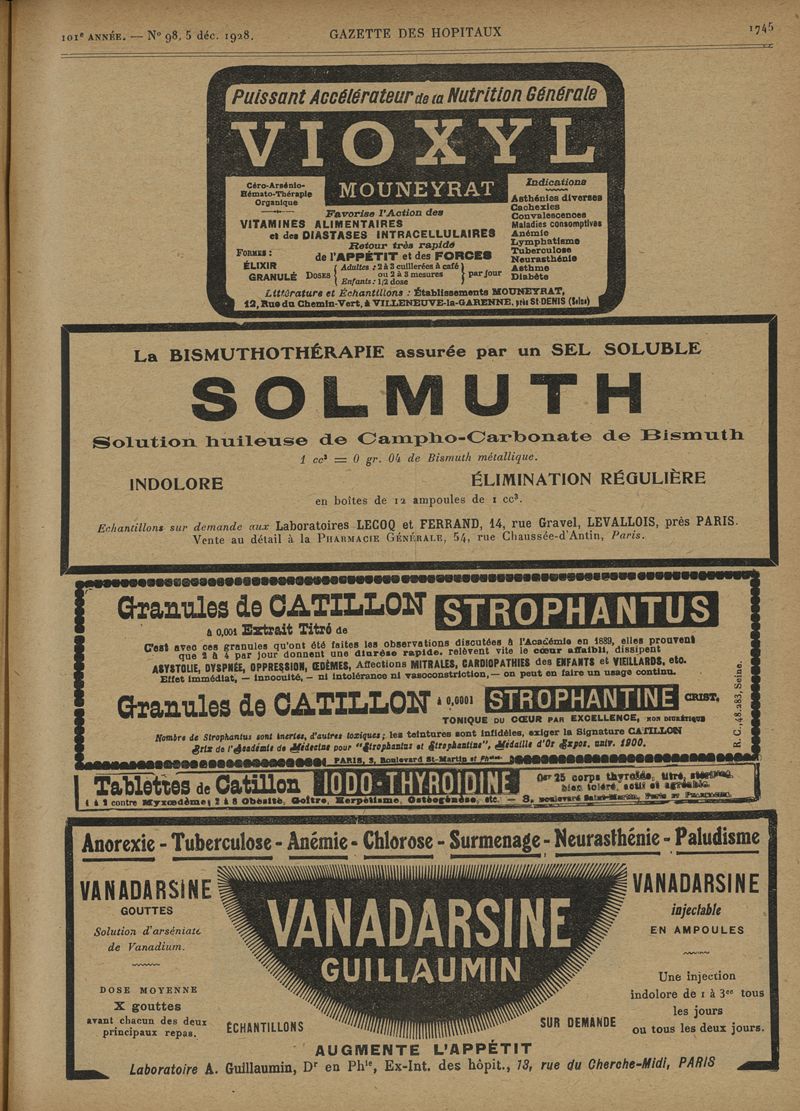 101e ANNÉE. — No 98, 5 déc. 1928.
GAZETTE DES HOPITAUX
1745
Puissant Accélérateur de la Nutrition Générale
VIOXYL
MOUNEYRAT
Céro-Arsénio-
Hémato-Thérapie
Organique
Favorise l'Action des
VITAMINES ALIMENTAIRES
et des DIASTASES INTRACELLULAIRES
Retour très rapide
de l'APPÉTIT et des FORCES
FORMES :
ÉLIXIR
GRANULÉ
DOSES { Adultes : 2 à 3 cuillerées à café
ou 2 à 3 mesures
Enfants : 1/2 dose } par jour
Indications
Asthénies diverses
Cachexies
Convalescences
Maladies consomptives
Anémie
Lymphatisme
Tuberculose
Neurasthénie
Asthme
Diabète
Littérature et Échantillons : Établissements MOUNEYRAT,
12, Rue du Chemin-Vert, à VILLENEUVE-la-GARENNE, près St-DENIS (Seine)
La BISMUTHOTHÉRAPIE assurée par un SEL SOLUBLE
SOLMUTH
Solution huileuse de Campho-Carbonate de Bismuth
1 cc³ = 0 gr. 04 de Bismuth métallique.
INDOLORE
ÉLIMINATION RÉGULIÈRE
en boîtes de 12 ampoules de 1 cc³.
Echantillons sur demande aux Laboratoires LECOQ et FERRAND, 14, rue Gravel, LEVALLOIS, près PARIS.
Vente au détail à la PHARMACIE GÉNÉRALE, 54, rue Chaussée-d'Antin, Paris.
Granules de CATILLON STROPHANTUS
à 0,001 Extrait Titré de
C'est avec ces granules qu'ont été faites les observations discutées à l'Académie en 1889, elles prouvent
que 2 à 4 par jour donnent une diurèse rapide, relèvent vite le cœur affaibli, dissipent
ASYSTOLIE, DYSPNÉE, OPPRESSION, ŒDÈMES, Affections MITRALES, CARDIOPATHIES des ENFANTS et VIEILLARDS, etc.
Effet immédiat, — innocuité, — ni intolérance ni vasoconstriction, — on peut en faire un usage continu.
Granules de CATILLON à 0,0001 STROPHANTINE CRIST.
TONIQUE DU CŒUR PAR EXCELLENCE, NON DIURÉTIQUE
Nombre de Strophantus sont inertes, d'autres toxiques ; les teintures sont infidèles, exiger la Signature CATILLON
Prix de l'Académie de Médecine pour "Strophantus et Strophantine", Médaille d'Or Expos. univ. 1900.
PARIS, 3, Boulevard St-Martin et Phies.
R. C., 48.283, Seine.
Tablettes de Catillon IODO-THYROÏDINE
0gr 25 corps thyroïde, titré, stérilisé,
bien toléré, actif et agréable.
1 à 2 contre Myxœdème ; 2 à 8 Obésité, Goitre, Herpétisme, Ostéogénèse, etc. — 3, boulevard Saint-Martin, Paris et
Anorexie - Tuberculose - Anémie - Chlorose - Surmenage - Neurasthénie - Paludisme
VANADARSINE
GOUTTES
Solution d'arséniate
de Vanadium.
DOSE MOYENNE
X gouttes
avant chacun des deux
principaux repas.
VANADARSINE
GUILLAUMIN
VANADARSINE
injectable
EN AMPOULES
Une injection
indolore de 1 à 3cc tous
les jours
ou tous les deux jours.
ÉCHANTILLONS
SUR DEMANDE
AUGMENTE L'APPÉTIT
Laboratoire A. Guillaumin, Dr en Phie, Ex-Int. des hôpit., 13, rue du Cherche-Midi, PARIS